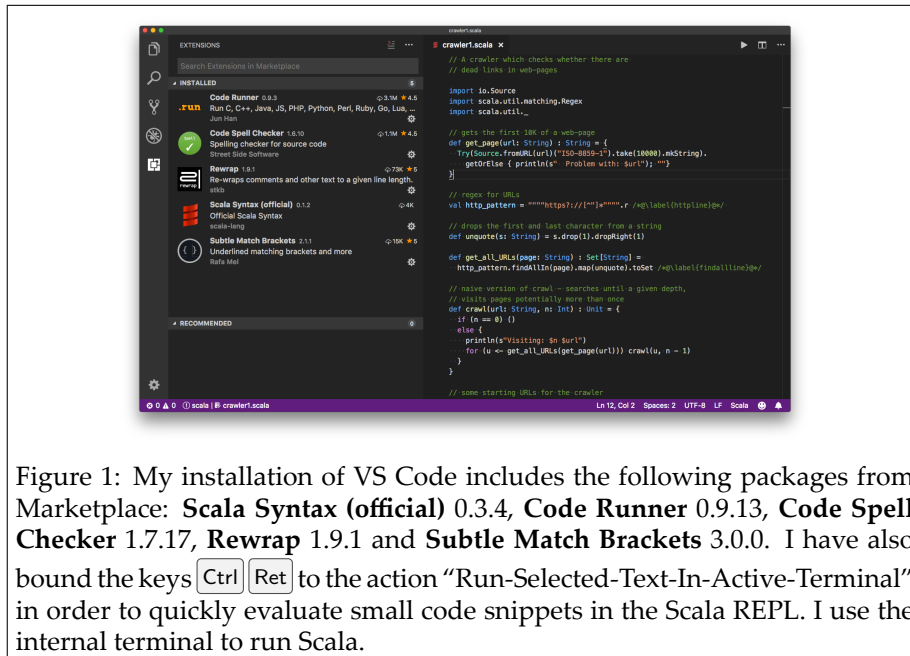 crawler1.scala
EXTENSIONS
Search Extensions in Marketplace
INSTALLED 5
Code Runner 0.9.3 3.1M ★4.5
Run C, C++, Java, JS, PHP, Python, Perl, Ruby, Go, Lua, ...
Jun Han
.run
Code Spell Checker 1.6.10 1.1M ★4.5
Spelling checker for source code
Street Side Software
Rewrap 1.9.1 73K ★5
Re-wraps comments and other text to a given line length.
stkb
rewrap
Scala Syntax (official) 0.1.2 4K
Official Scala Syntax
scala-lang
Subtle Match Brackets 2.1.1 16K ★5
Underlined matching brackets and more
Rafa Mel
RECOMMENDED 0
crawler1.scala ×
// A crawler which checks whether there are
// dead links in web-pages
import io.Source
import scala.util.matching.Regex
import scala.util._
// gets the first 10K of a web-page
def get_page(url: String) : String = {
Try(Source.fromURL(url)("ISO-8859-1").take(10000).mkString).
getOrElse { println(s" Problem with: $url"); ""}
}
// regex for URLs
val http_pattern = """"https?://[^"]*"""".r /*@\label{httpline}@*/
// drops the first and last character from a string
def unquote(s: String) = s.drop(1).dropRight(1)
def get_all_URLs(page: String) : Set[String] =
http_pattern.findAllIn(page).map(unquote).toSet /*@\label{findallline}@*/
// naive version of crawl - searches until a given depth,
// visits pages potentially more than once
def crawl(url: String, n: Int) : Unit = {
if (n == 0) ()
else {
println(s"Visiting: $n $url")
for (u <- get_all_URLs(get_page(url))) crawl(u, n - 1)
}
}
// some starting URLs for the crawler
0 0 scala | crawler1.scala Ln 12, Col 2 Spaces: 2 UTF-8 LF Scala
Figure 1: My installation of VS Code includes the following packages from
Marketplace: Scala Syntax (official) 0.3.4, Code Runner 0.9.13, Code Spell
Checker 1.7.17, Rewrap 1.9.1 and Subtle Match Brackets 3.0.0. I have also
bound the keys Ctrl Ret to the action “Run-Selected-Text-In-Active-Terminal”
in order to quickly evaluate small code snippets in the Scala REPL. I use the
internal terminal to run Scala.